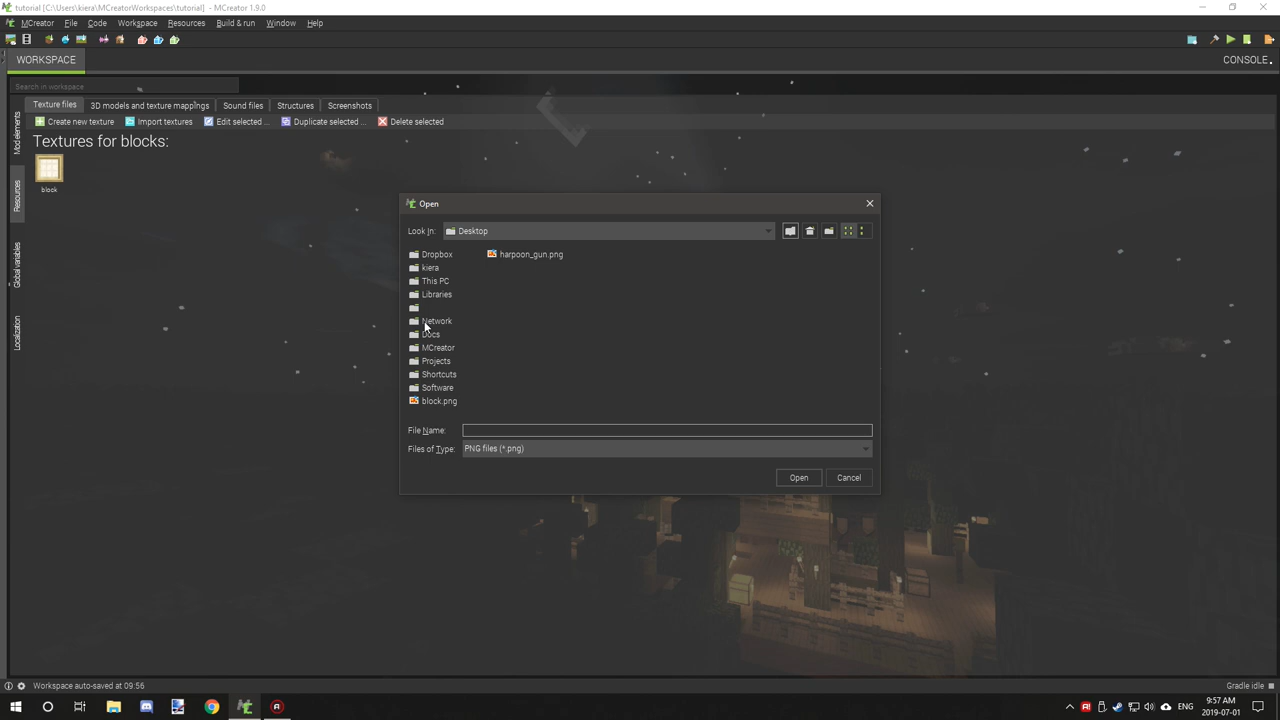 tutorial [C:\Users\kiera\MCreatorWorkspaces\tutorial] - MCreator 1.9.0
MCreator File Code Workspace Resources Build & run Window Help
WORKSPACE
CONSOLE
Search in workspace
Texture files 3D models and texture mappings Sound files Structures Screenshots
Create new texture Import textures Edit selected ... Duplicate selected ... Delete selected
Mod elements
Resources
Global variables
Localization
Textures for blocks:
block
Open
Look In: Desktop
Dropbox
kiera
This PC
Libraries
Network
Docs
MCreator
Projects
Shortcuts
Software
block.png
harpoon_gun.png
File Name:
Files of Type: PNG files (*.png)
Open Cancel
Workspace auto-saved at 09:56
Gradle idle
ENG
9:57 AM
2019-07-01